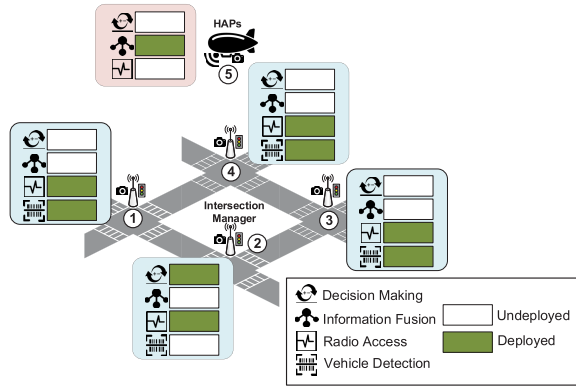 HAPs
5
4
1
Intersection
Manager
3
2
Decision Making
Information Fusion
Radio Access
Vehicle Detection
Undeployed
Deployed